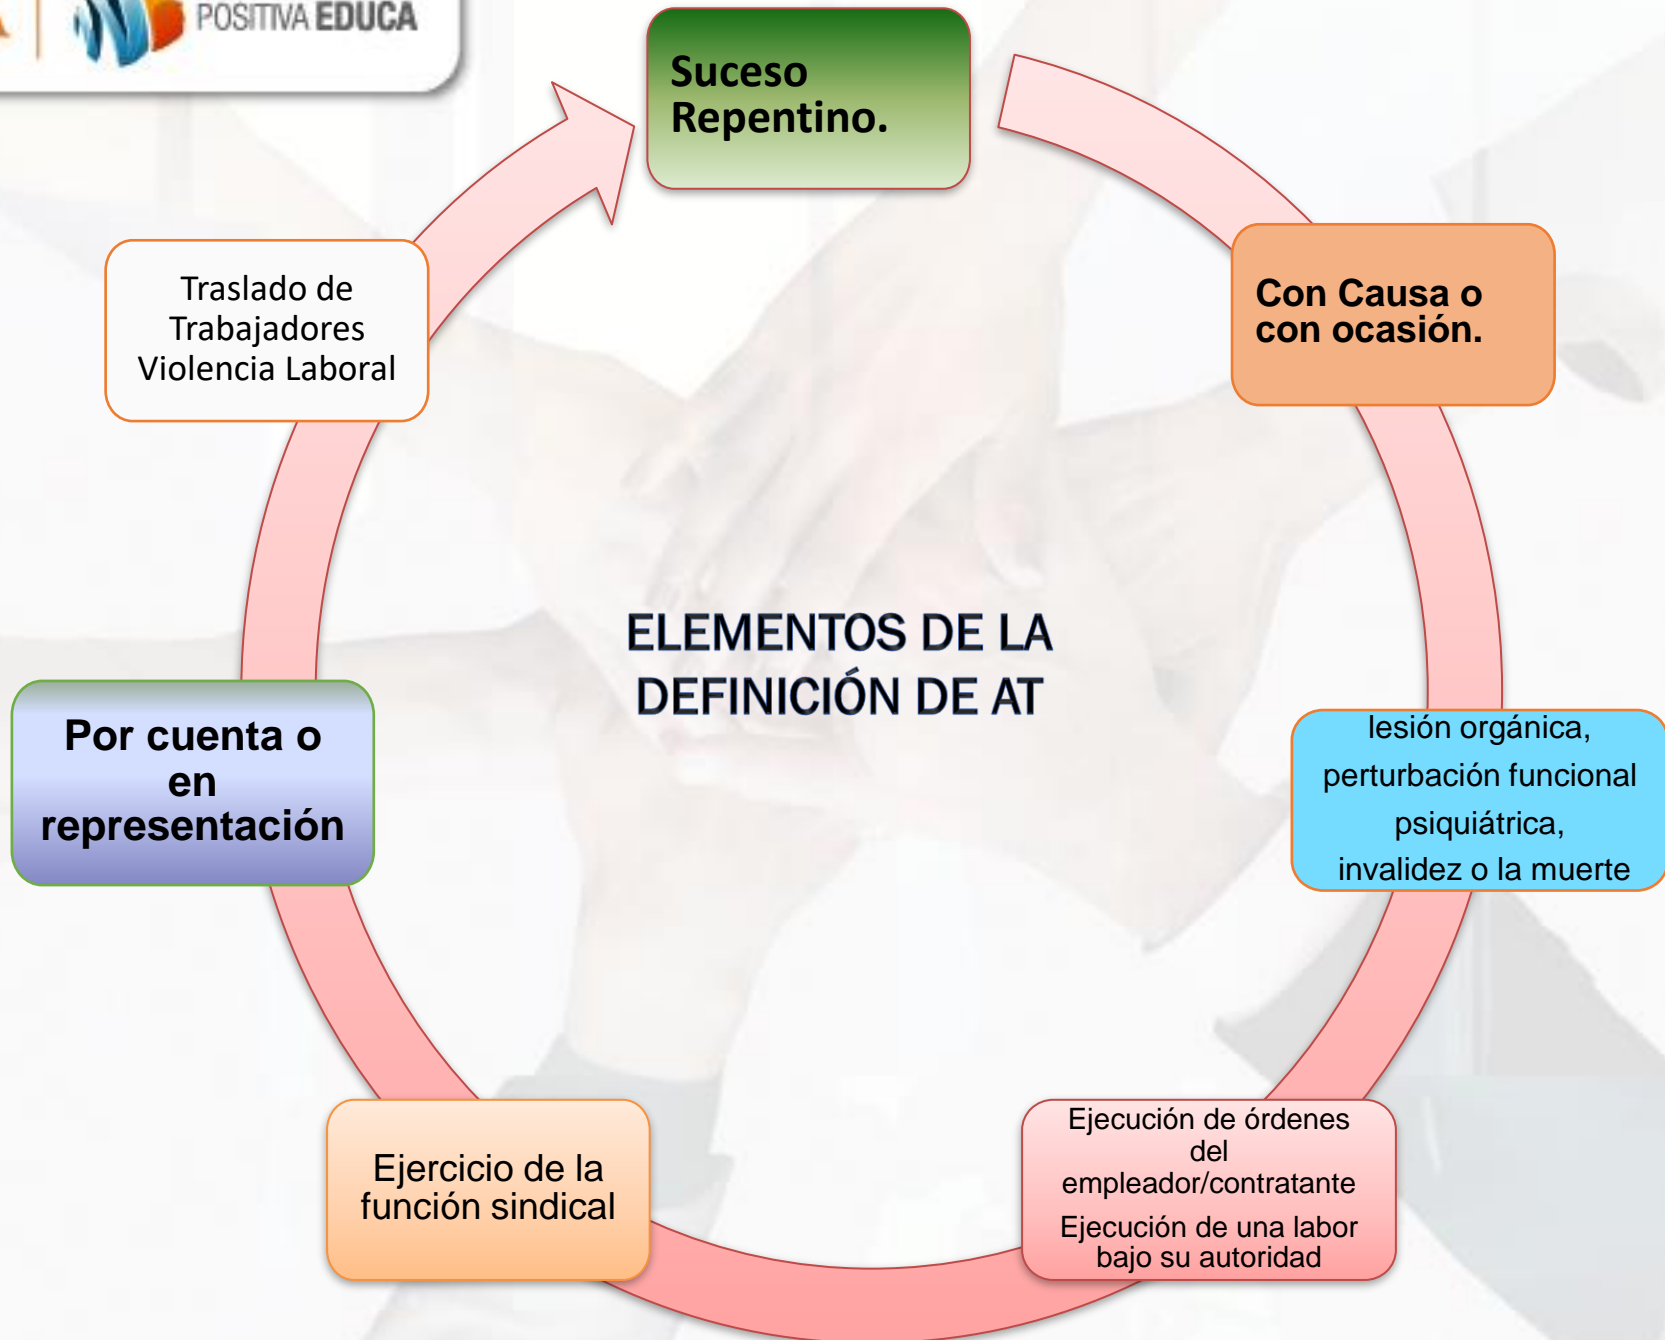 POSITIVA EDUCA
Suceso
Repentino.
Con Causa o
con ocasión.
lesión orgánica,
perturbación funcional
psiquiátrica,
invalidez o la muerte
Ejecución de órdenes
del
empleador/contratante
Ejecución de una labor
bajo su autoridad
Ejercicio de la
función sindical
Por cuenta o
en
representación
Traslado de
Trabajadores
Violencia Laboral
ELEMENTOS DE LA
DEFINICIÓN DE AT